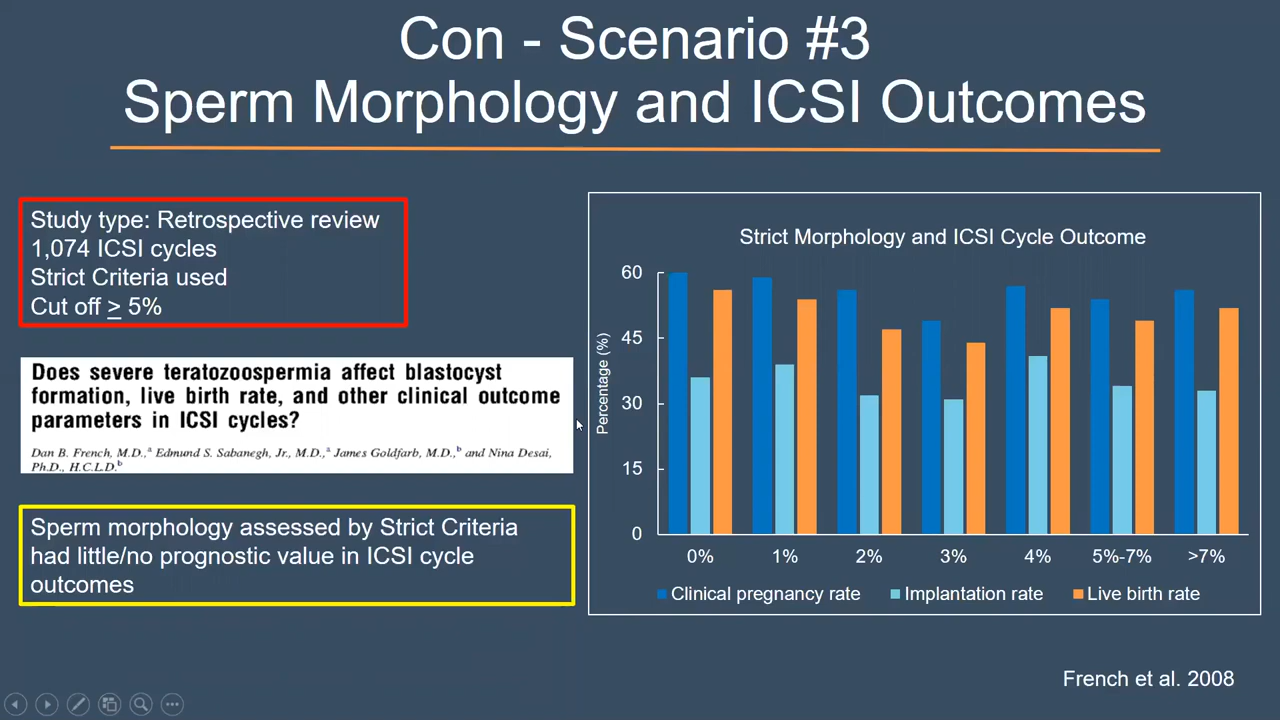 Con - Scenario #3
Sperm Morphology and ICSI Outcomes
Study type: Retrospective review
1,074 ICSI cycles
Strict Criteria used
Cut off > 5%
Does severe teratozoospermia affect blastocyst
formation, live birth rate, and other clinical outcome
parameters in ICSI cycles?
Dan B. French, M.D.,a Edmund S. Sabanegh, Jr., M.D.,a James Goldfarb, M.D.,b and Nina Desai,
Ph.D., H.C.L.D.b
Sperm morphology assessed by Strict Criteria
had little/no prognostic value in ICSI cycle
outcomes
Strict Morphology and ICSI Cycle Outcome
Percentage (%)
60
45
30
15
0
0% 1% 2% 3% 4% 5%-7% >7%
Clinical pregnancy rate Implantation rate Live birth rate
French et al. 2008